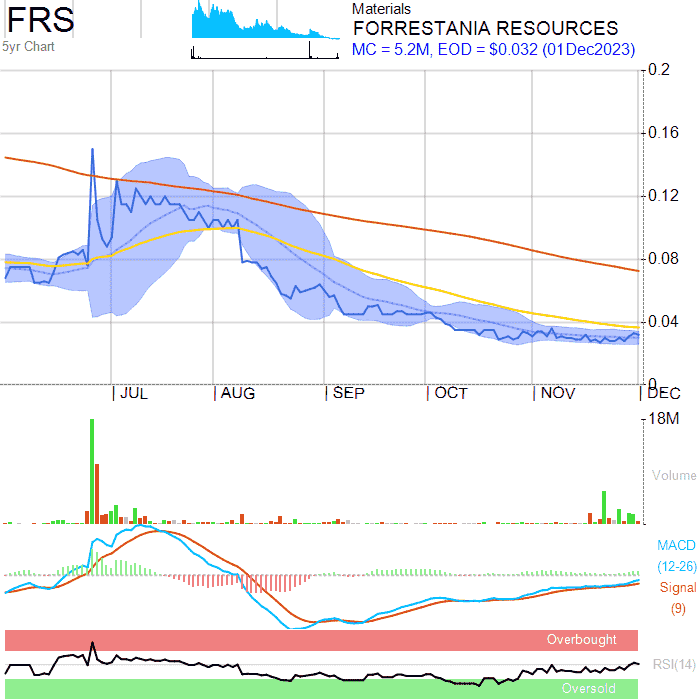 FRS
5yr Chart
Materials
FORRESTANIA RESOURCES
MC = 5.2M, EOD = $0.032 (01Dec2023)
0.2
0.16
0.12
0.08
0.04
0
JUL AUG SEP OCT NOV DEC
18M
Volume
MACD
(12-26)
Signal
(9)
Overbought
RSI(14)
Oversold